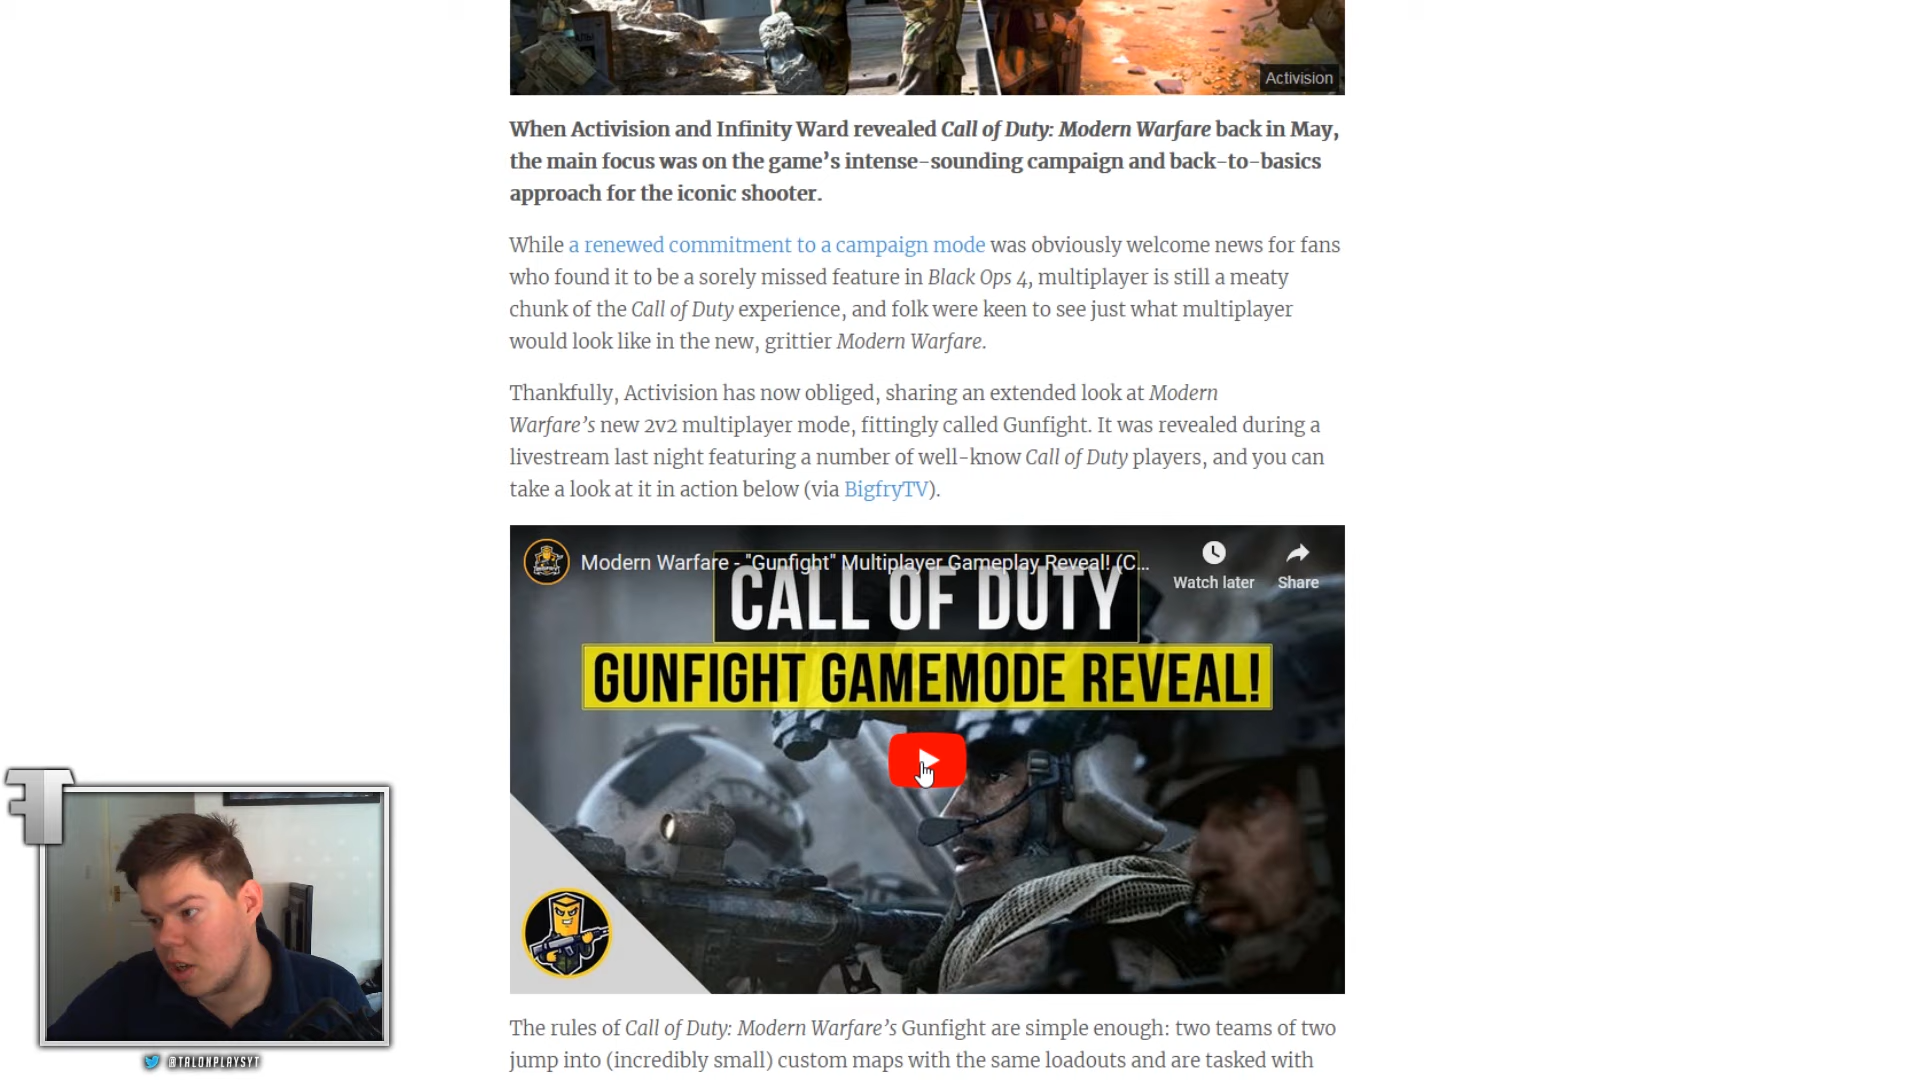 Activision
When Activision and Infinity Ward revealed Call of Duty: Modern Warfare back in May,
the main focus was on the game's intense-sounding campaign and back-to-basics
approach for the iconic shooter.
While a renewed commitment to a campaign mode was obviously welcome news for fans
who found it to be a sorely missed feature in Black Ops 4, multiplayer is still a meaty
chunk of the Call of Duty experience, and folk were keen to see just what multiplayer
would look like in the new, grittier Modern Warfare.
Thankfully, Activision has now obliged, sharing an extended look at Modern
Warfare's new 2v2 multiplayer mode, fittingly called Gunfight. It was revealed during a
livestream last night featuring a number of well-know Call of Duty players, and you can
take a look at it in action below (via BigfryTV).
Modern Warfare - "Gunfight" Multiplayer Gameplay Reveal! (C...
Watch later
Share
CALL OF DUTY
GUNFIGHT GAMEMODE REVEAL!
The rules of Call of Duty: Modern Warfare's Gunfight are simple enough: two teams of two
jump into (incredibly small) custom maps with the same loadouts and are tasked with
@TALONPLAYSYT